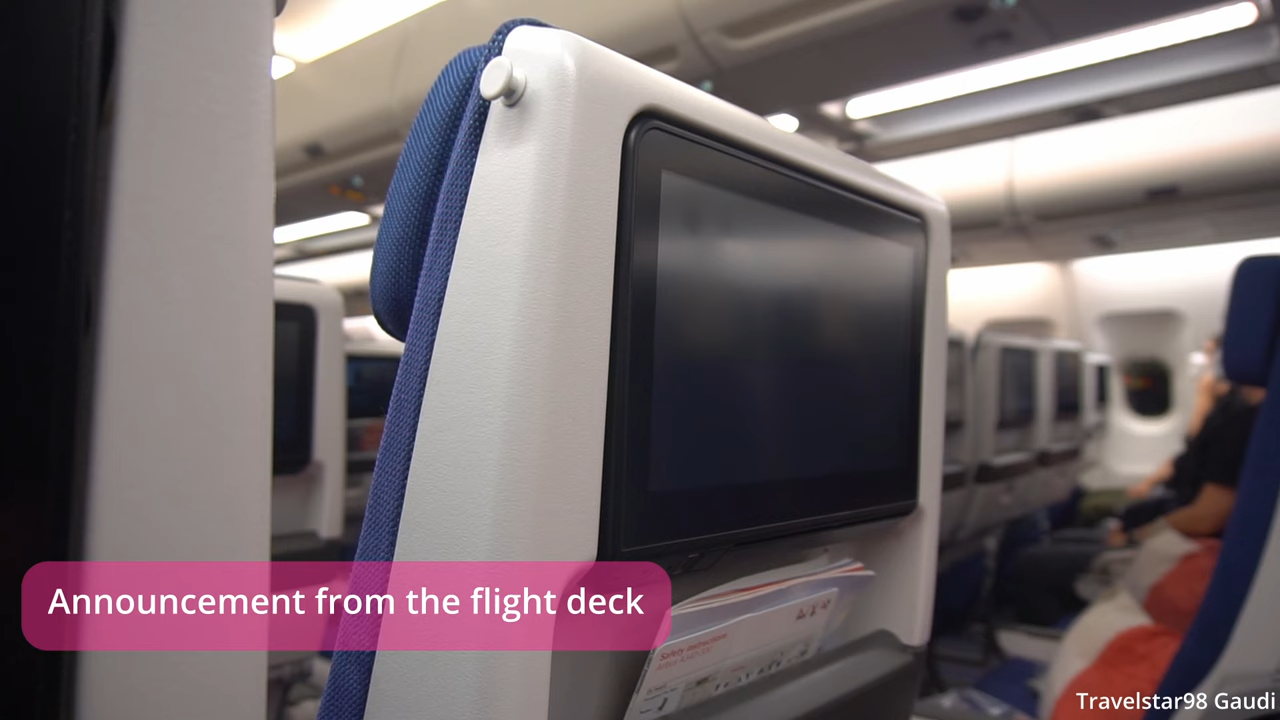 Announcement from the flight deck
Safety instructions
Travelstar98 Gaudi